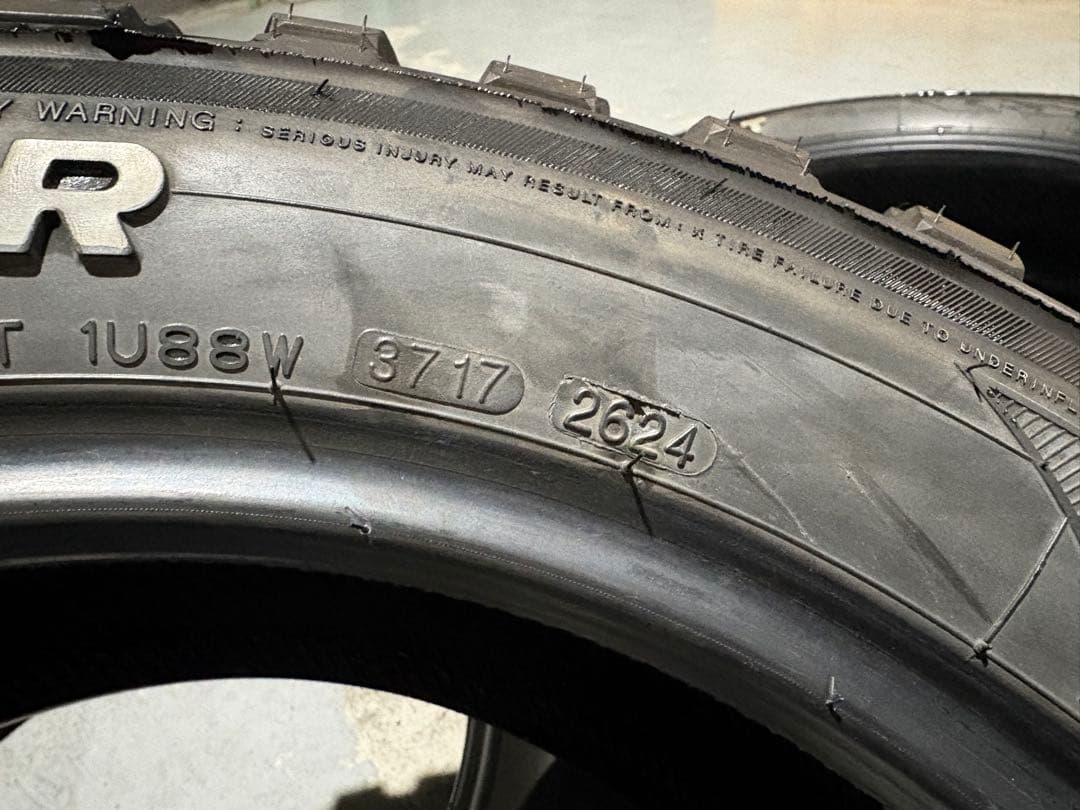 WARNING : SERIOUS INJURY MAY RESULT FROM : • TIRE FAILURE DUE TO UNDERINFL
R
T 1U88W 3717 2624